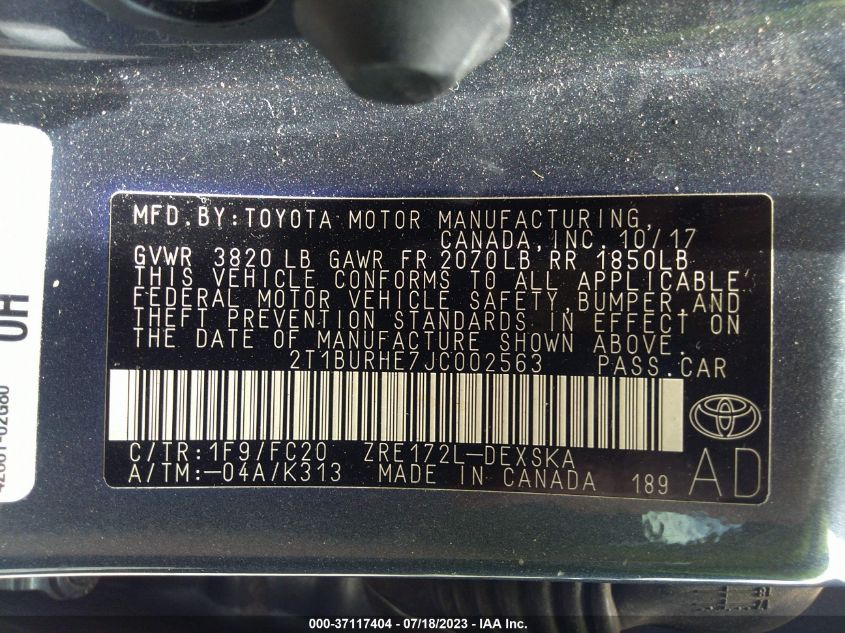 MFD.BY:TOYOTA MOTOR MANUFACTURING,
CANADA,INC. 10/17
GVWR 3820 LB GAWR FR 2070LB RR 1850LB
THIS VEHICLE CONFORMS TO ALL APPLICABLE
FEDERAL MOTOR VEHICLE SAFETY,BUMPER,AND
THEFT PREVENTION STANDARDS IN EFFECT ON
THE DATE OF MANUFACTURE SHOWN ABOVE.
2T1BURHE7JC002563 PASS.CAR
C/TR:1F9/FC20 ZRE172L-DEXSKA
A/TM:-04A/K313 MADE IN CANADA 189
AD
UH
000-37117404 - 07/18/2023 - IAA Inc.